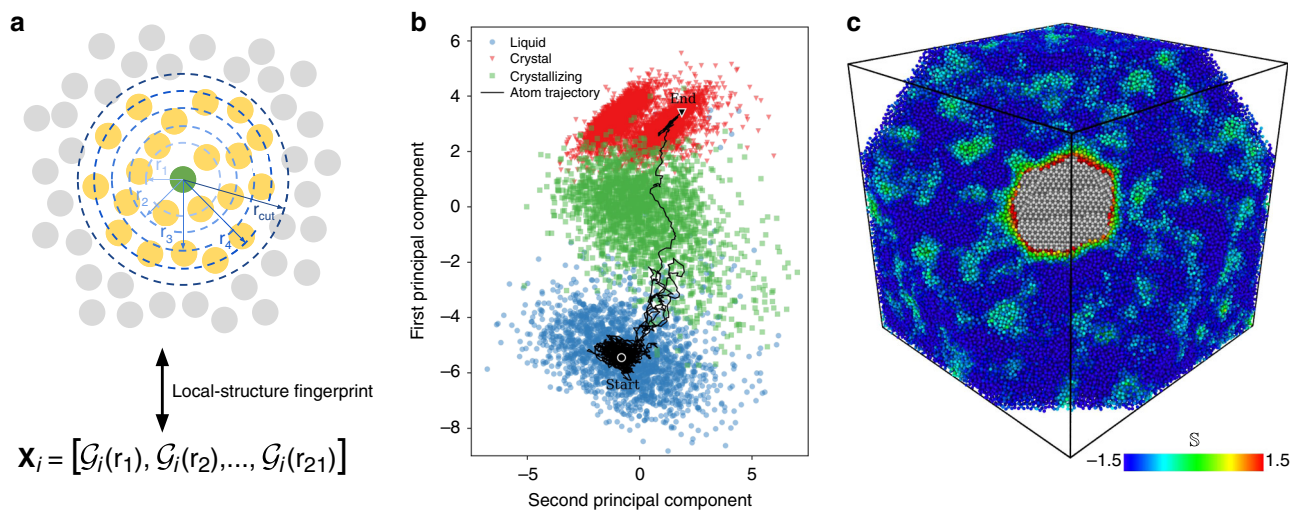 a
r1
r2
r3
r4
rcut
Local-structure fingerprint
Xi = [𝒢i(r1), 𝒢i(r2),..., 𝒢i(r21)]
b
Liquid
Crystal
Crystallizing
Atom trajectory
End
Start
6
4
2
0
−2
−4
−6
−8
First principal component
−5
0
5
Second principal component
c
𝕊
−1.5
1.5